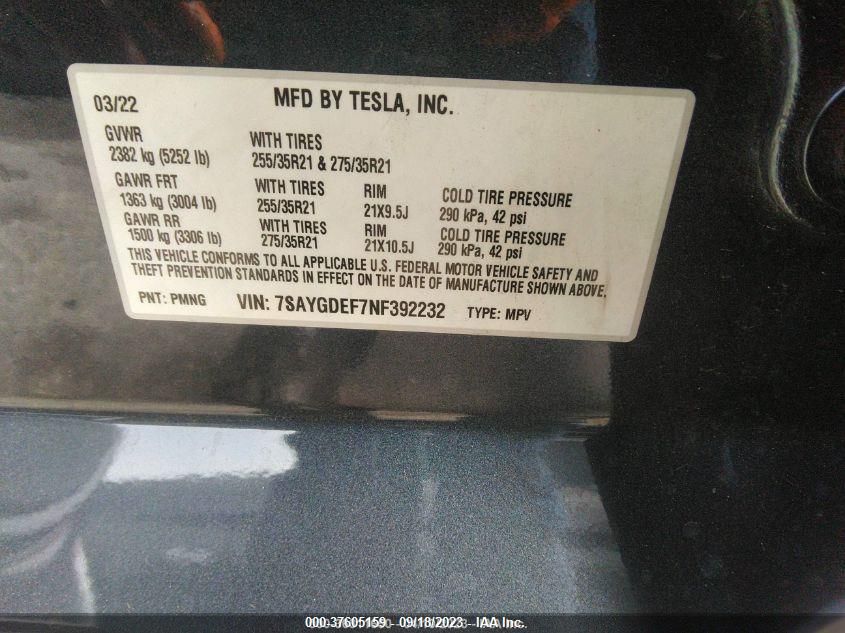 03/22 MFD BY TESLA, INC.
GVWR
2382 kg (5252 lb)
WITH TIRES
255/35R21 & 275/35R21
GAWR FRT
1363 kg (3004 lb)
WITH TIRES
255/35R21
RIM
21X9.5J
COLD TIRE PRESSURE
290 kPa, 42 psi
GAWR RR
1500 kg (3306 lb)
WITH TIRES
275/35R21
RIM
21X10.5J
COLD TIRE PRESSURE
290 kPa, 42 psi
THIS VEHICLE CONFORMS TO ALL APPLICABLE U.S. FEDERAL MOTOR VEHICLE SAFETY AND
THEFT PREVENTION STANDARDS IN EFFECT ON THE DATE OF MANUFACTURE SHOWN ABOVE.
PNT: PMNG VIN: 7SAYGDEF7NF392232 TYPE: MPV
000.37605159 - 09/18/2023 - IAA Inc.